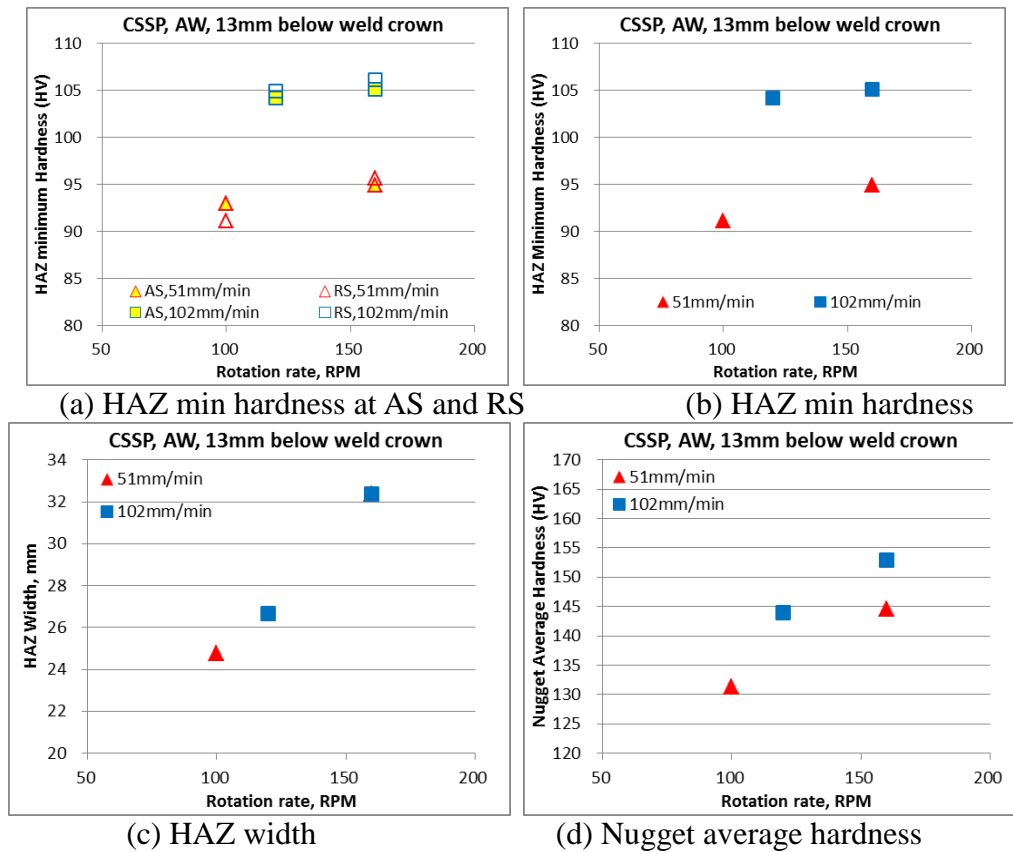 CSSP, AW, 13mm below weld crown
HAZ minimum Hardness (HV)
110
105
100
95
90
85
80
AS,51mm/min RS,51mm/min
AS,102mm/min RS,102mm/min
50 100 150 200
Rotation rate, RPM
(a) HAZ min hardness at AS and RS
CSSP, AW, 13mm below weld crown
HAZ Minimum Hardness (HV)
110
105
100
95
90
85
80
51mm/min 102mm/min
50 100 150 200
Rotation rate, RPM
(b) HAZ min hardness
CSSP, AW, 13mm below weld crown
HAZ Width, mm
34
32
30
28
26
24
22
20
51mm/min
102mm/min
50 100 150 200
Rotation rate, RPM
(c) HAZ width
CSSP, AW, 13mm below weld crown
Nugget Average Hardness (HV)
170
165
160
155
150
145
140
135
130
125
120
51mm/min
102mm/min
50 100 150 200
Rotation rate, RPM
(d) Nugget average hardness